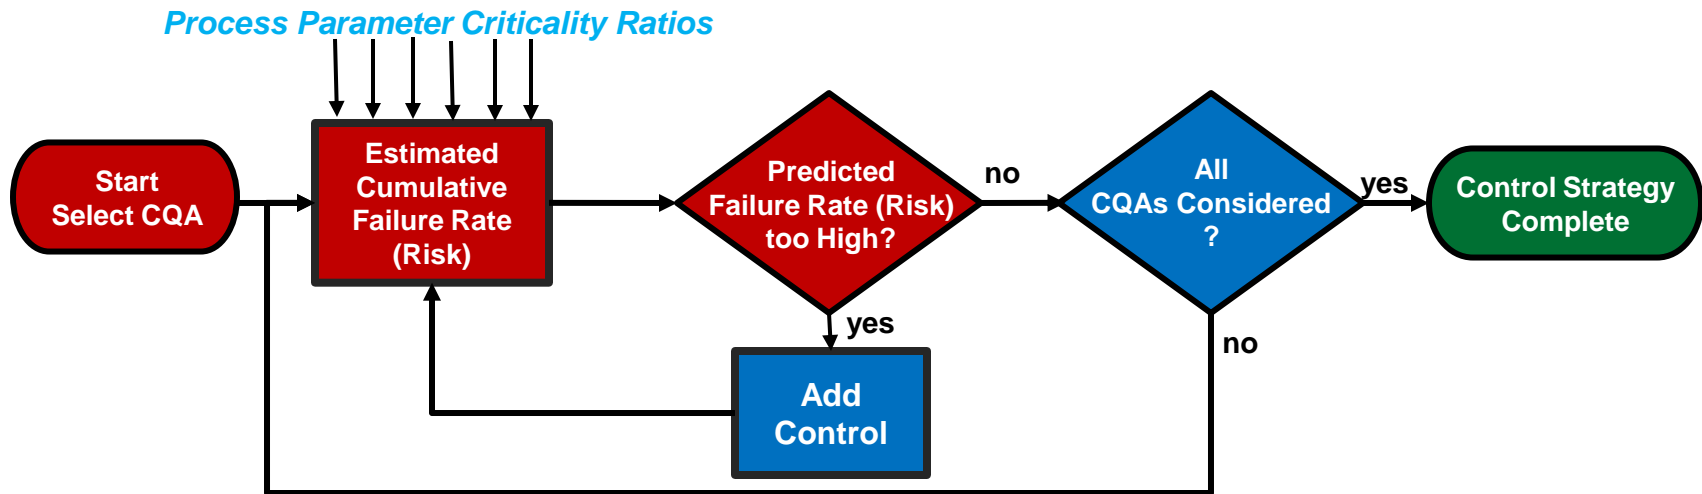 Process Parameter Criticality Ratios
Start
Select CQA
Estimated
Cumulative
Failure Rate
(Risk)
Predicted
Failure Rate (Risk)
too High?
no
All
CQAs Considered
?
yes
Control Strategy
Complete
yes
no
Add
Control